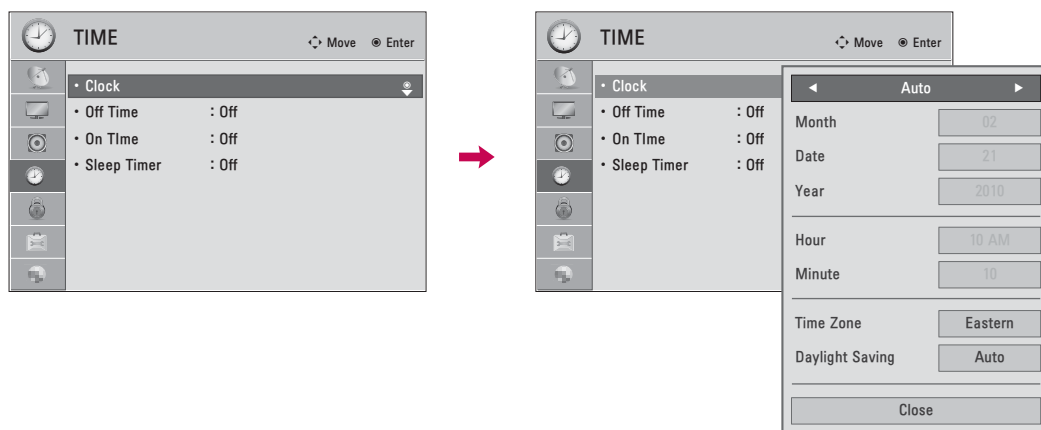 TIME
Move Enter
• Clock
• Off Time : Off
• On TIme : Off
• Sleep Timer : Off
TIME
Move Enter
• Clock
• Off Time : Off
• On TIme : Off
• Sleep Timer : Off
◄ Auto ►
Month 02
Date 21
Year 2010
Hour 10 AM
Minute 10
Time Zone Eastern
Daylight Saving Auto
Close